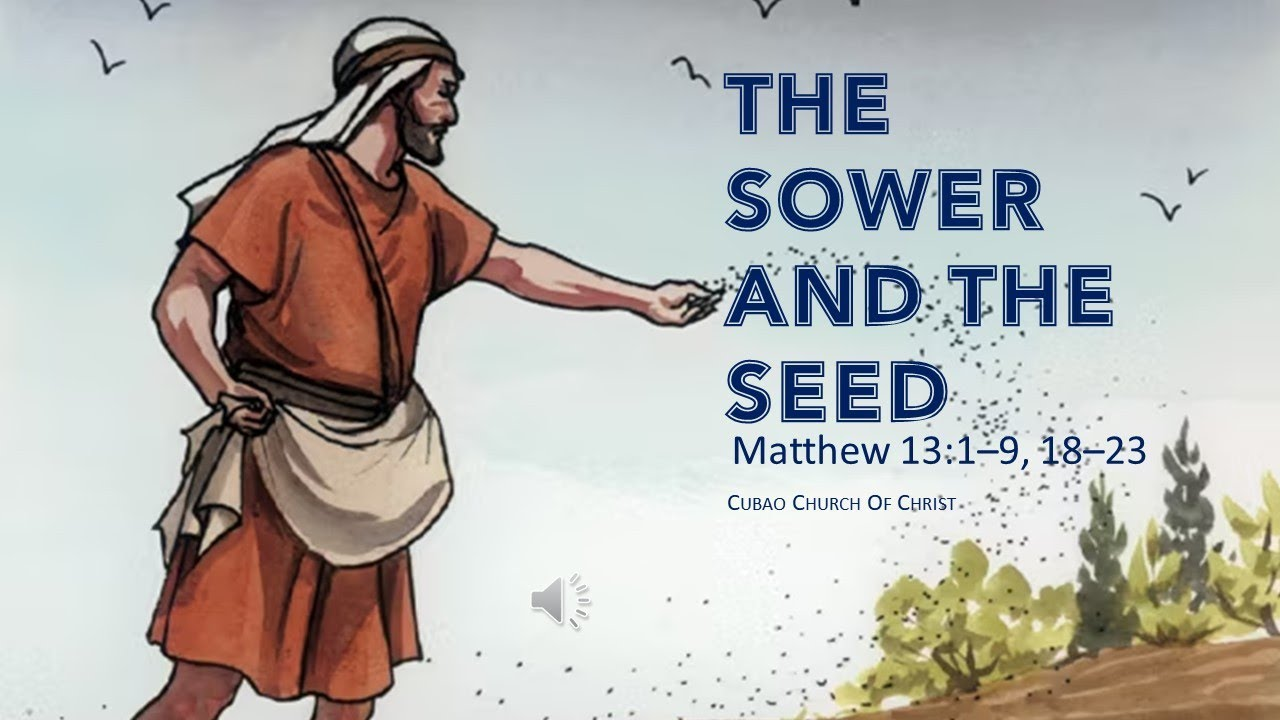 THE
SOWER
AND THE
SEED
Matthew 13:1–9, 18–23
CUBAO CHURCH OF CHRIST